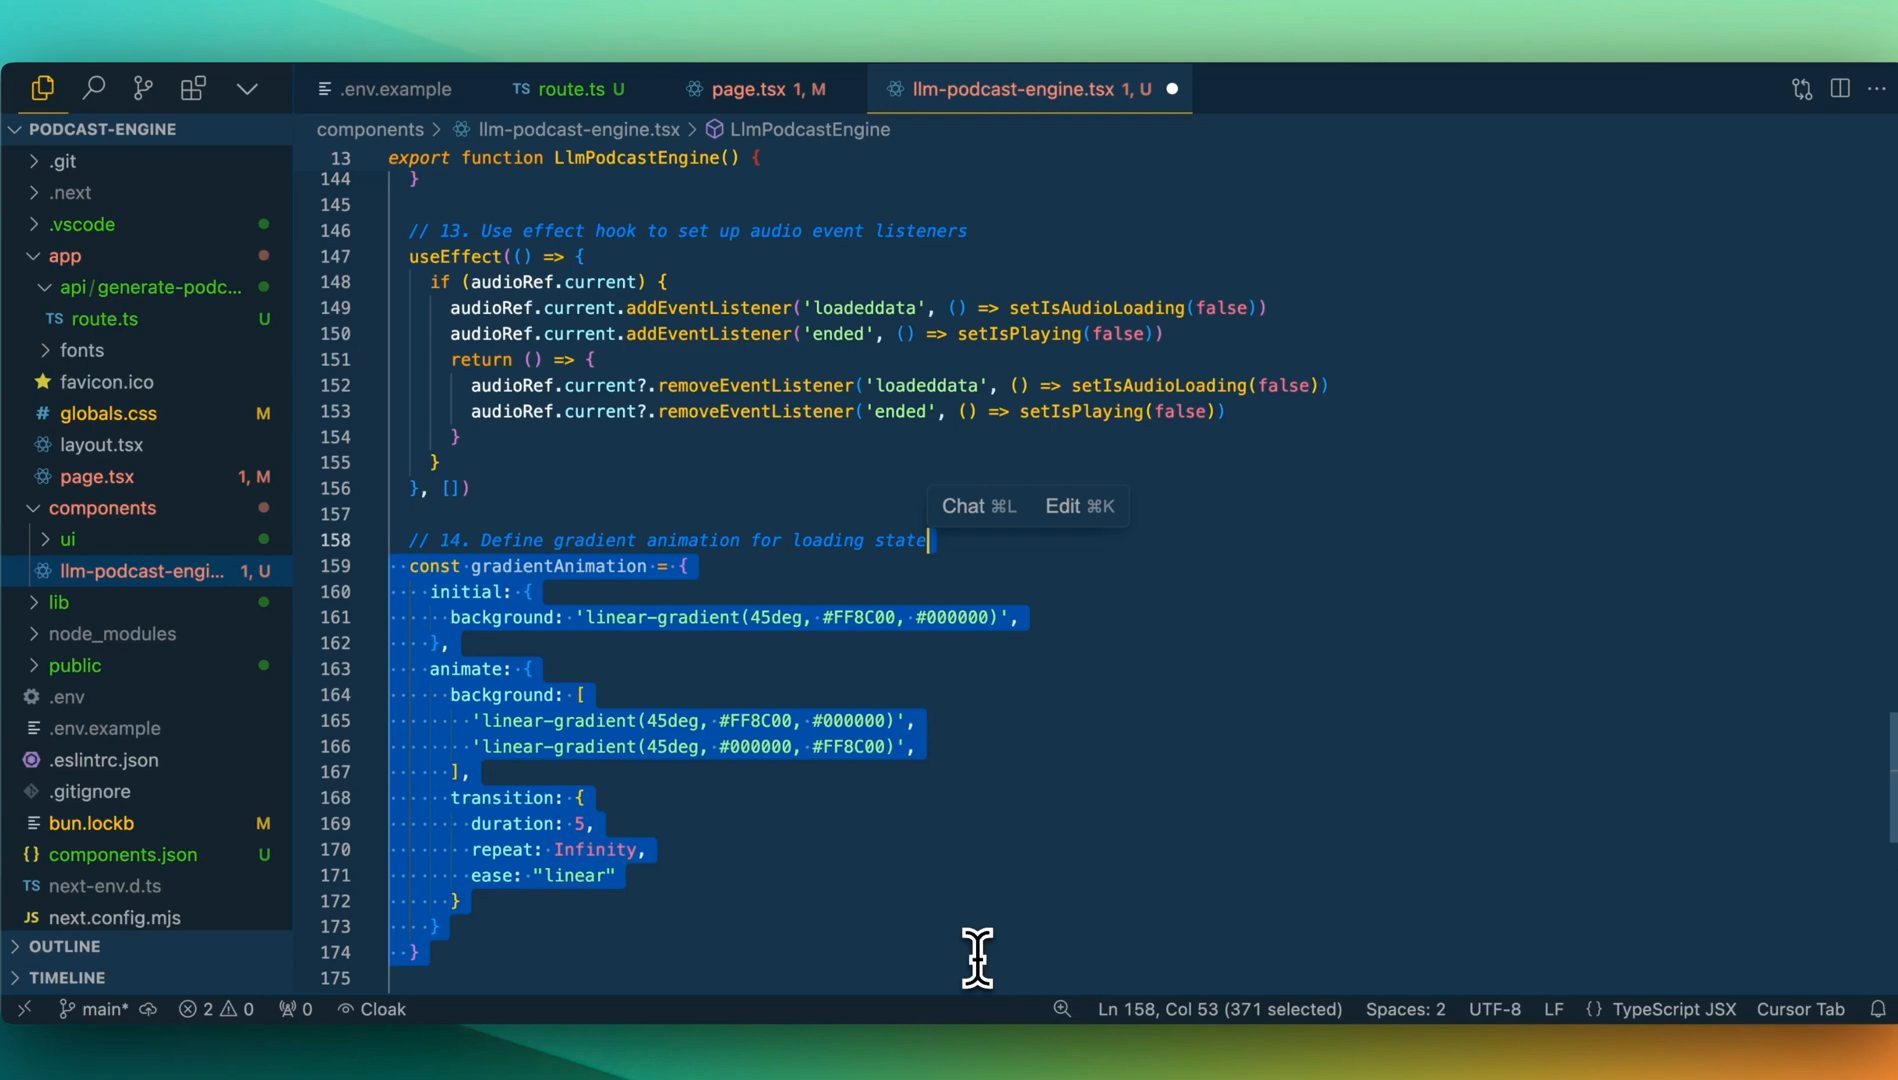 .env.example
TS route.ts U
page.tsx 1, M
llm-podcast-engine.tsx 1, U
PODCAST-ENGINE
.git
.next
.vscode
app
api/generate-podc...
TS route.ts U
fonts
favicon.ico
# globals.css M
layout.tsx
page.tsx 1, M
components
ui
llm-podcast-engi... 1, U
lib
node_modules
public
.env
.env.example
.eslintrc.json
.gitignore
bun.lockb M
{} components.json U
TS next-env.d.ts
JS next.config.mjs
OUTLINE
TIMELINE
components > llm-podcast-engine.tsx > LlmPodcastEngine
13 export function LlmPodcastEngine() {
144 }
145
146 // 13. Use effect hook to set up audio event listeners
147 useEffect(() => {
148 if (audioRef.current) {
149 audioRef.current.addEventListener('loadeddata', () => setIsAudioLoading(false))
150 audioRef.current.addEventListener('ended', () => setIsPlaying(false))
151 return () => {
152 audioRef.current?.removeEventListener('loadeddata', () => setIsAudioLoading(false))
153 audioRef.current?.removeEventListener('ended', () => setIsPlaying(false))
154 }
155 }
156 }, [])
157
Chat ⌘L Edit ⌘K
158 // 14. Define gradient animation for loading state
159 const gradientAnimation = {
160 initial: {
161 background: 'linear-gradient(45deg, #FF8C00, #000000)',
162 },
163 animate: {
164 background: [
165 'linear-gradient(45deg, #FF8C00, #000000)',
166 'linear-gradient(45deg, #000000, #FF8C00)',
167 ],
168 transition: {
169 duration: 5,
170 repeat: Infinity,
171 ease: "linear"
172 }
173 }
174 }
175
main* 2 0 0 Cloak Ln 158, Col 53 (371 selected) Spaces: 2 UTF-8 LF {} TypeScript JSX Cursor Tab